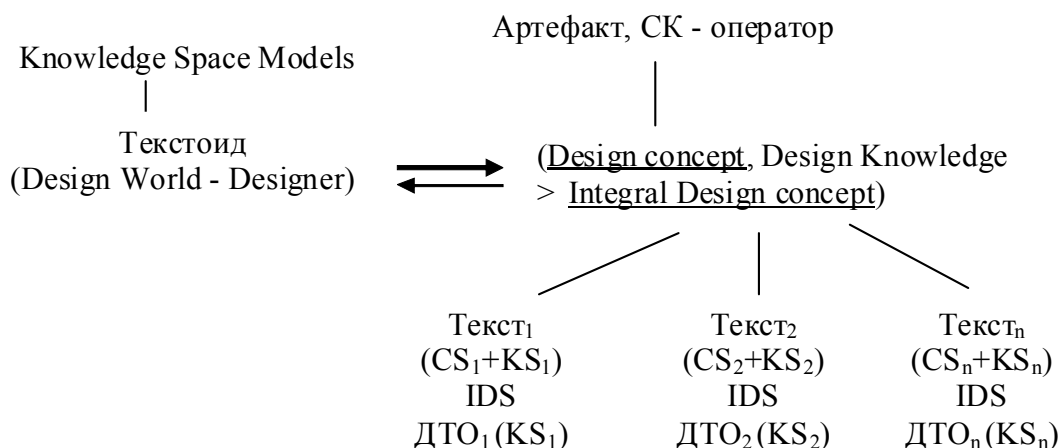 Артефакт, СК - оператор
Knowledge Space Models
Текстоид
(Design World - Designer)
(Design concept, Design Knowledge
> Integral Design concept)
Текст₁
(CS₁+KS₁)
IDS
ДТО₁(KS₁)
Текст₂
(CS₂+KS₂)
IDS
ДТО₂(KS₂)
Текстₙ
(CSₙ+KSₙ)
IDS
ДТОₙ(KSₙ)